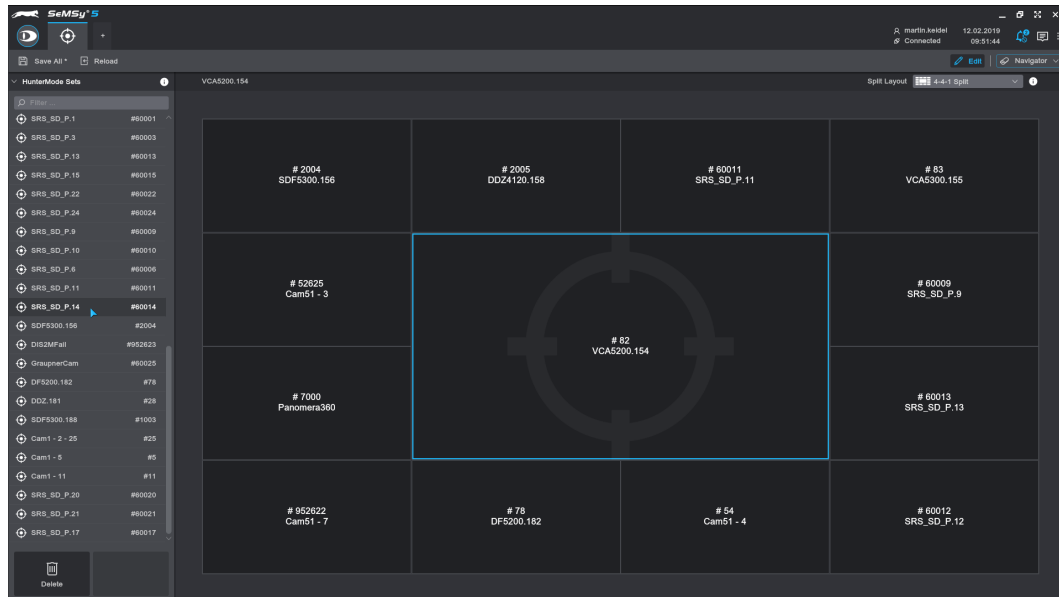 SeMSy® 5
+
martin.keidel 12.02.2019
Connected 09:51:44
Save All * Reload Edit Navigator
HunterMode Sets VCA5200.154 Split Layout 4-4-1 Split
Filter ...
SRS_SD_P.1 #60001
SRS_SD_P.3 #60003
SRS_SD_P.13 #60013
SRS_SD_P.15 #60015
SRS_SD_P.22 #60022
SRS_SD_P.24 #60024
SRS_SD_P.9 #60009
SRS_SD_P.10 #60010
SRS_SD_P.6 #60006
SRS_SD_P.11 #60011
SRS_SD_P.14 #60014
SDF5300.156 #2004
DIS2MFall #952623
GraupnerCam #60025
DF5200.182 #78
DDZ.181 #28
SDF5300.188 #1003
Cam1 - 2 - 25 #25
Cam1 - 5 #5
Cam1 - 11 #11
SRS_SD_P.20 #60020
SRS_SD_P.21 #60021
SRS_SD_P.17 #60017
Delete
# 2004
SDF5300.156
# 2005
DDZ4120.158
# 60011
SRS_SD_P.11
# 83
VCA5300.155
# 52625
Cam51 - 3
# 82
VCA5200.154
# 60009
SRS_SD_P.9
# 7000
Panomera360
# 60013
SRS_SD_P.13
# 952622
Cam51 - 7
# 78
DF5200.182
# 54
Cam51 - 4
# 60012
SRS_SD_P.12